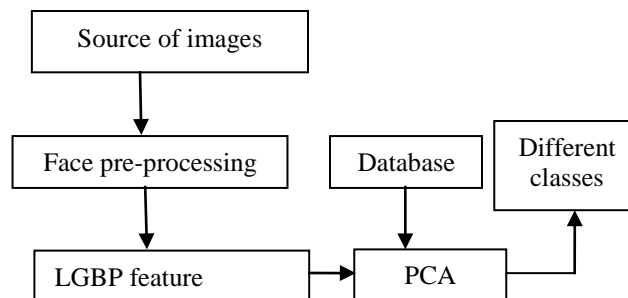 Source of images
Face pre-processing
Database
Different
classes
LGBP feature
PCA